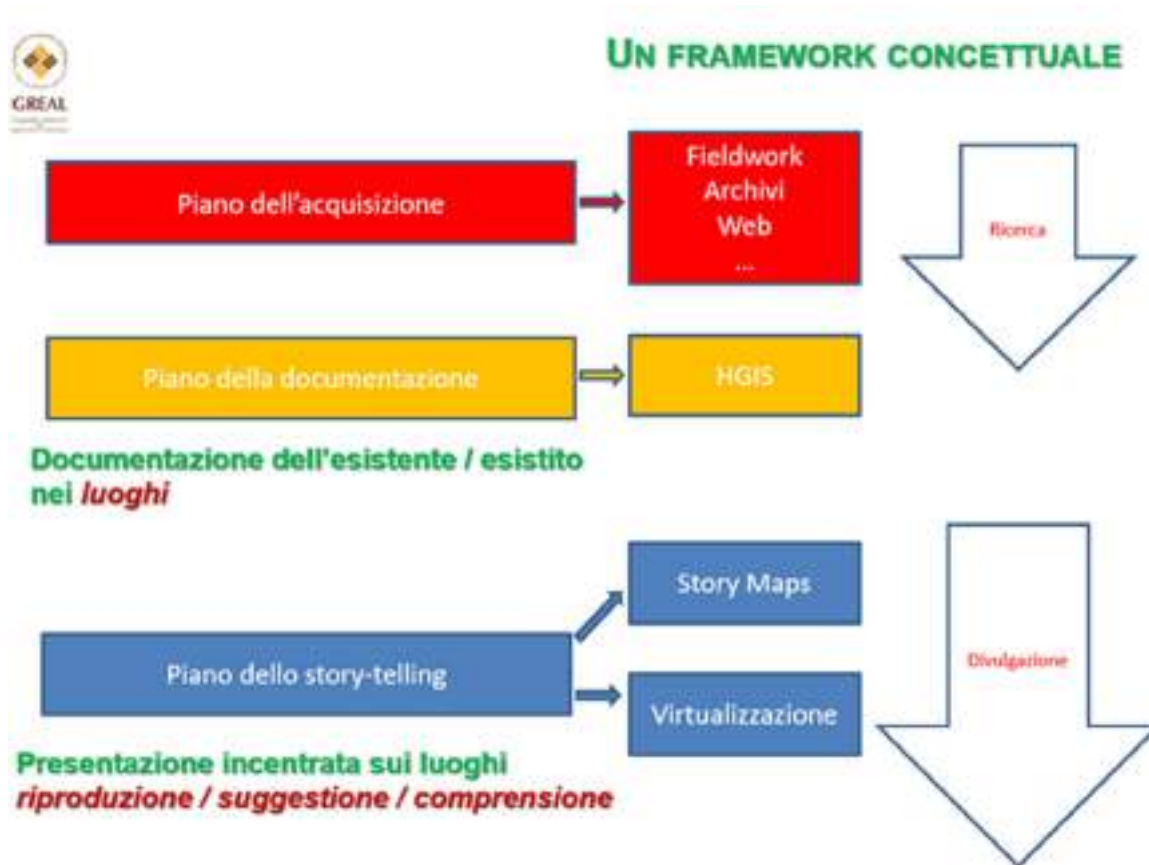 UN FRAMEWORK CONCETTUALE
GREAL
Piano dell'acquisizione
Fieldwork
Archivi
Web
...
Ricerca
Piano della documentazione
HGIS
Documentazione dell'esistente / esistito
nei luoghi
Story Maps
Piano dello story-telling
Divulgazione
Virtualizzazione
Presentazione incentrata sui luoghi
riproduzione / suggestione / comprensione